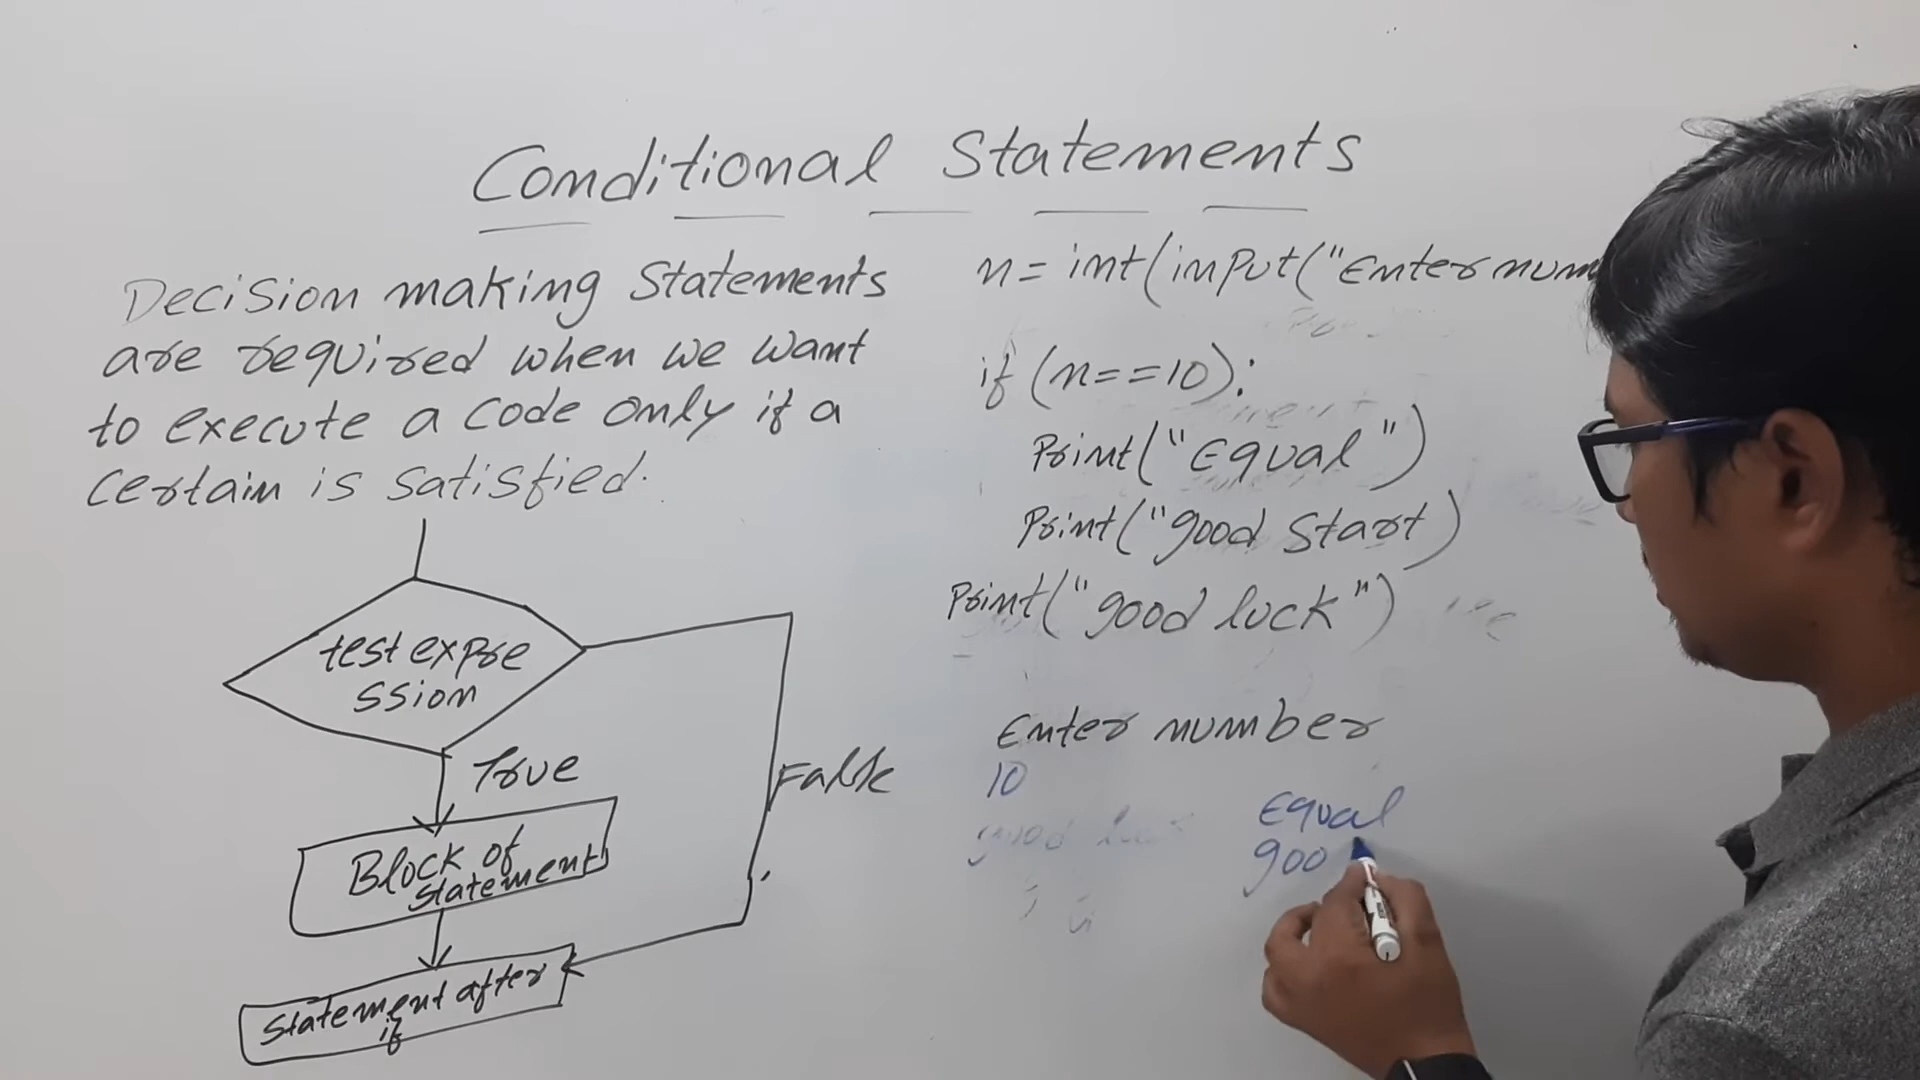 Conditional Statements
Decision making Statements
are required when we want
to execute a code only if a
certain is satisfied.
test expre
ssion
True
False
Block of
statement
Statement after
if
n = int(input("Enter num
if (n==10):
Print("Equal")
Print("good Start)
Print("good luck")
Enter number
10
good luck
Equal
goo